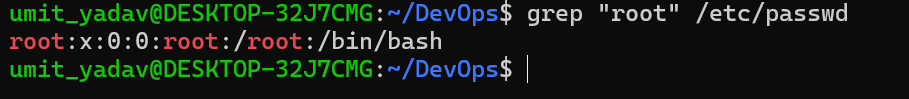 umit_yadav@DESKTOP-32J7CMG:~/DevOps$ grep "root" /etc/passwd
root:x:0:0:root:/root:/bin/bash
umit_yadav@DESKTOP-32J7CMG:~/DevOps$